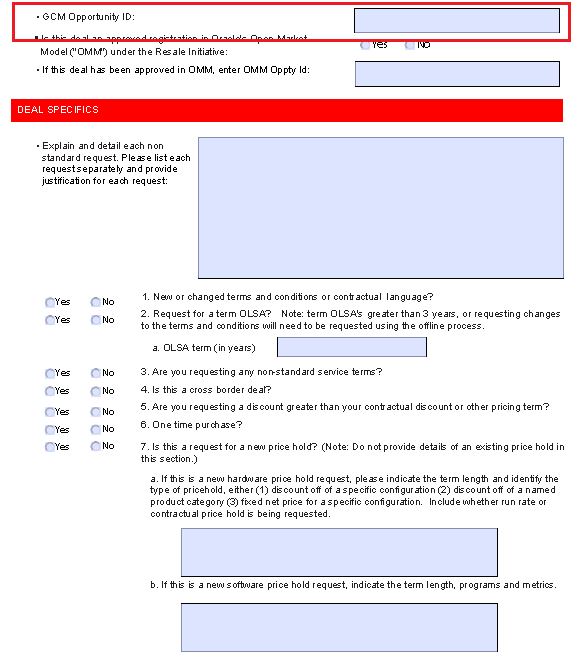 • GCM Opportunity ID:
• Is this deal an approved registration in Oracle's Open Market
Model ("OMM") under the Resale Initiative:
Yes No
• If this deal has been approved in OMM, enter OMM Oppty Id:
DEAL SPECIFICS
• Explain and detail each non
standard request. Please list each
request separately and provide
justification for each request:
Yes No 1. New or changed terms and conditions or contractual language?
Yes No 2. Request for a term OLSA? Note: term OLSA's greater than 3 years, or requesting changes
to the terms and conditions will need to be requested using the offline process.
a. OLSA term (in years)
Yes No 3. Are you requesting any non-standard service terms?
Yes No 4. Is this a cross border deal?
Yes No 5. Are you requesting a discount greater than your contractual discount or other pricing term?
Yes No 6. One time purchase?
Yes No 7. Is this a request for a new price hold? (Note: Do not provide details of an existing price hold in
this section.)
a. If this is a new hardware price hold request, please indicate the term length and identify the
type of pricehold, either (1) discount off of a specific configuration (2) discount off of a named
product category (3) fixed net price for a specific configuration. Include whether run rate or
contractual price hold is being requested.
b. If this is a new software price hold request, indicate the term length, programs and metrics.